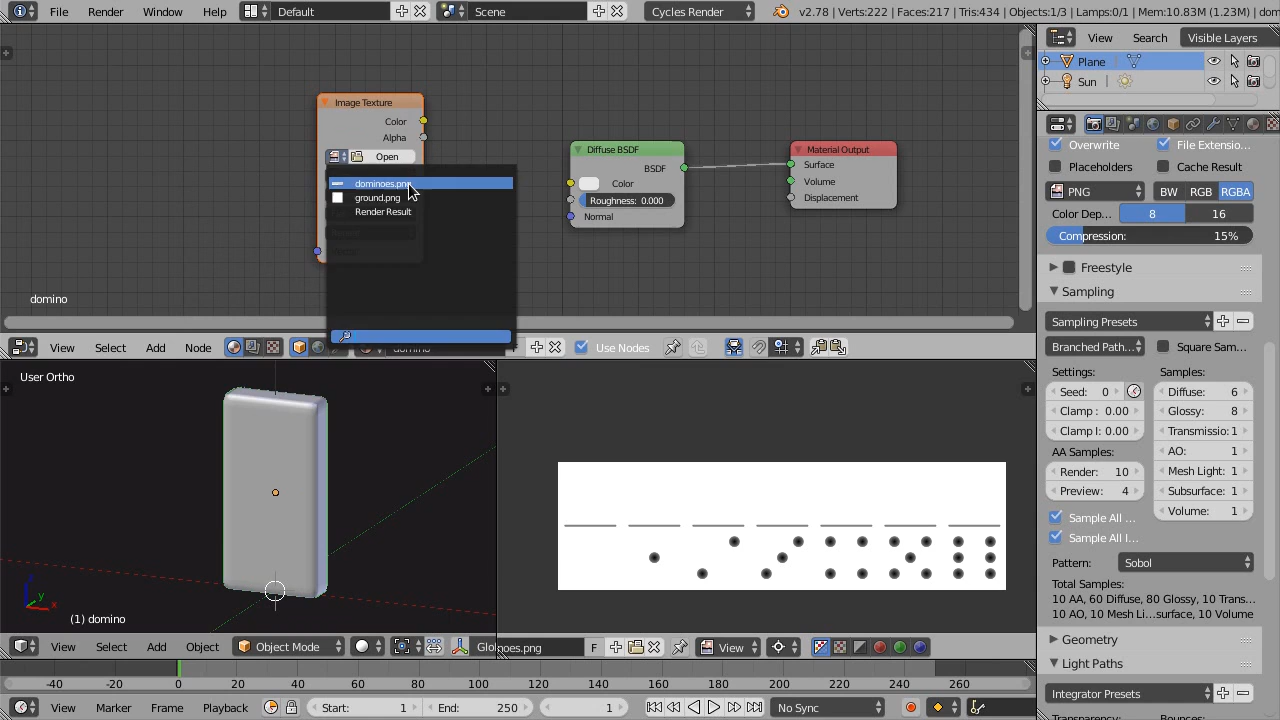 File Render Window Help Default Scene Cycles Render v2.78 | Verts:222 | Faces:217 | Tris:434 | Objects:1/3 | Lamps:0/1 | Mem:10.83M (1.23M) | dom
View Search Visible Layers
Plane
Sun
Image Texture
Color
Alpha
Open
dominoes.png
ground.png
Render Result
Diffuse BSDF
BSDF
Color
Roughness: 0.000
Normal
Material Output
Surface
Volume
Displacement
domino
View Select Add Node domino Use Nodes
Overwrite File Extensio...
Placeholders Cache Result
PNG BW RGB RGBA
Color Dep... 8 16
Compression: 15%
Freestyle
Sampling
Sampling Presets
Branched Path... Square Sam...
Settings: Samples:
Seed: 0 Diffuse: 6
Clamp : 0.00 Glossy: 8
Clamp I: 0.00 Transmissio: 1
AA Samples: AO: 1
Render: 10 Mesh Light: 1
Preview: 4 Subsurface: 1
Sample All ... Volume: 1
Sample All I...
Pattern: Sobol
Total Samples:
10 AA, 60 Diffuse, 80 Glossy, 10 Trans...
10 AO, 10 Mesh Li...surface, 10 Volume
Geometry
Light Paths
Integrator Presets
User Ortho
(1) domino
View Select Add Object Object Mode Glo noes.png F View
-40 -20 0 20 40 60 80 100 120 140 160 180 200 220 240 260
View Marker Frame Playback Start: 1 End: 250 1 No Sync